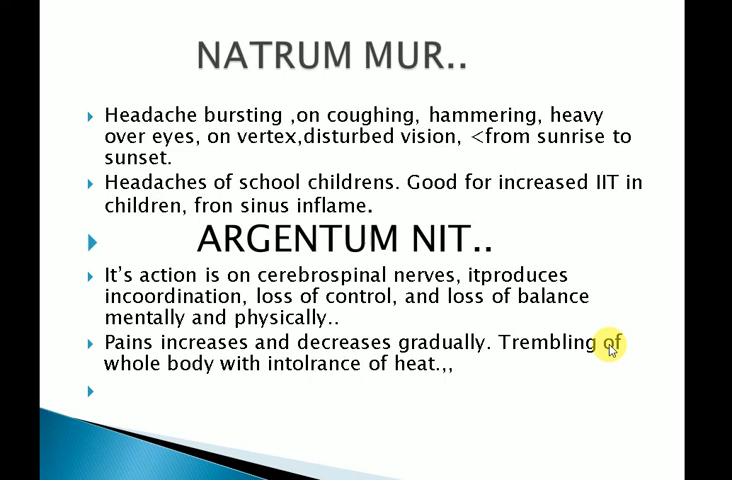 NATRUM MUR..
Headache bursting ,on coughing, hammering, heavy
over eyes, on vertex,disturbed vision, <from sunrise to
sunset.
Headaches of school childrens. Good for increased IIT in
children, fron sinus inflame.
ARGENTUM NIT..
It's action is on cerebrospinal nerves, itproduces
incoordination, loss of control, and loss of balance
mentally and physically..
Pains increases and decreases gradually. Trembling of
whole body with intolrance of heat.,,